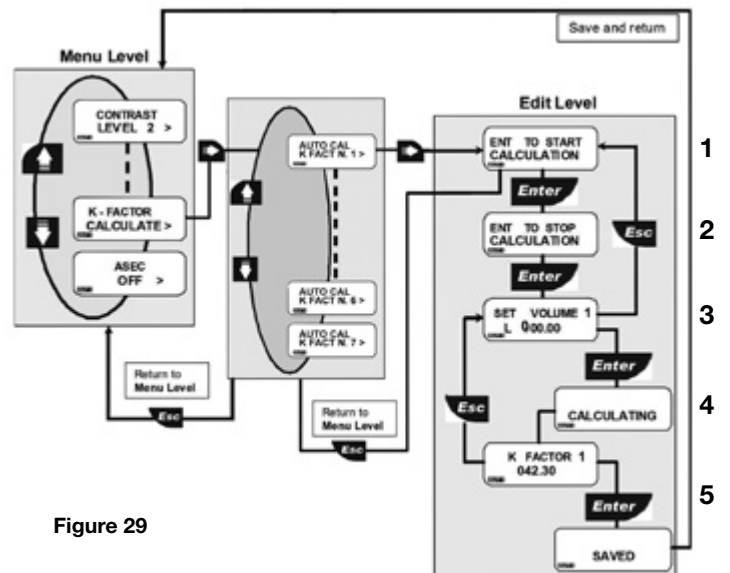 Save and return
Menu Level
CONTRAST
LEVEL 2 >
K - FACTOR
CALCULATE >
ASEC
OFF >
AUTO CAL
K FACT N. 1 >
AUTO CAL
K FACT N. 6 >
AUTO CAL
K FACT N. 7 >
Return to
Menu Level
Esc
Return to
Menu Level
Esc
Edit Level
ENT TO START
CALCULATION
1
Enter
ENT TO STOP
CALCULATION
Esc
2
Enter
SET VOLUME 1
L 000.00
3
Enter
Esc
CALCULATING
4
K FACTOR 1
042.30
Enter
5
SAVED
Figure 29